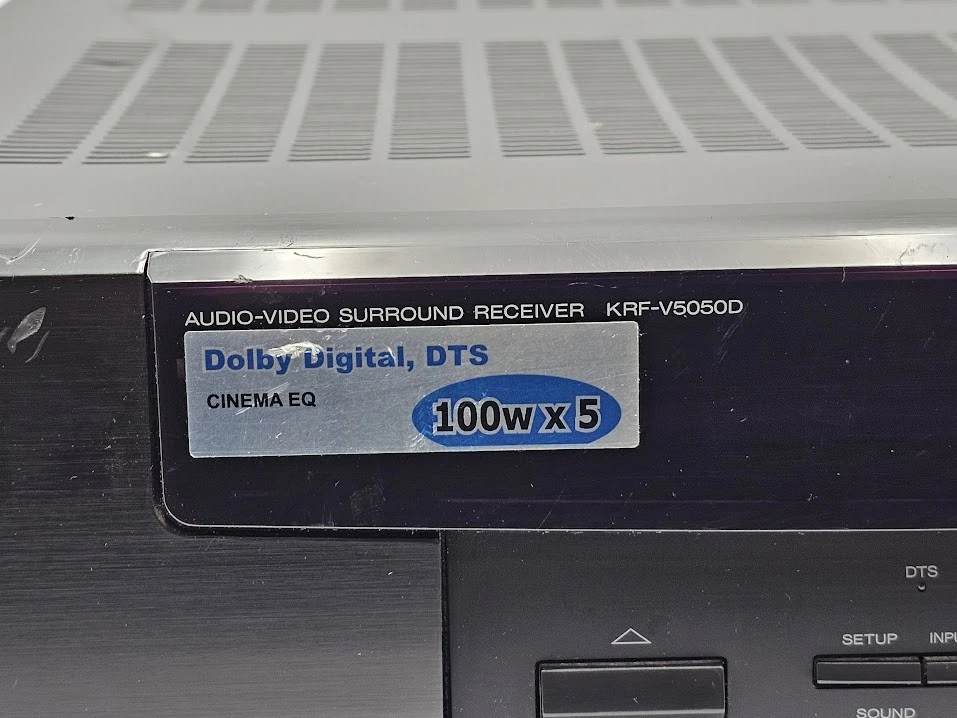 AUDIO-VIDEO SURROUND RECEIVER KRF-V5050D
Dolby Digital, DTS
CINEMA EQ
100w x 5
DTS
SETUP
SOUND